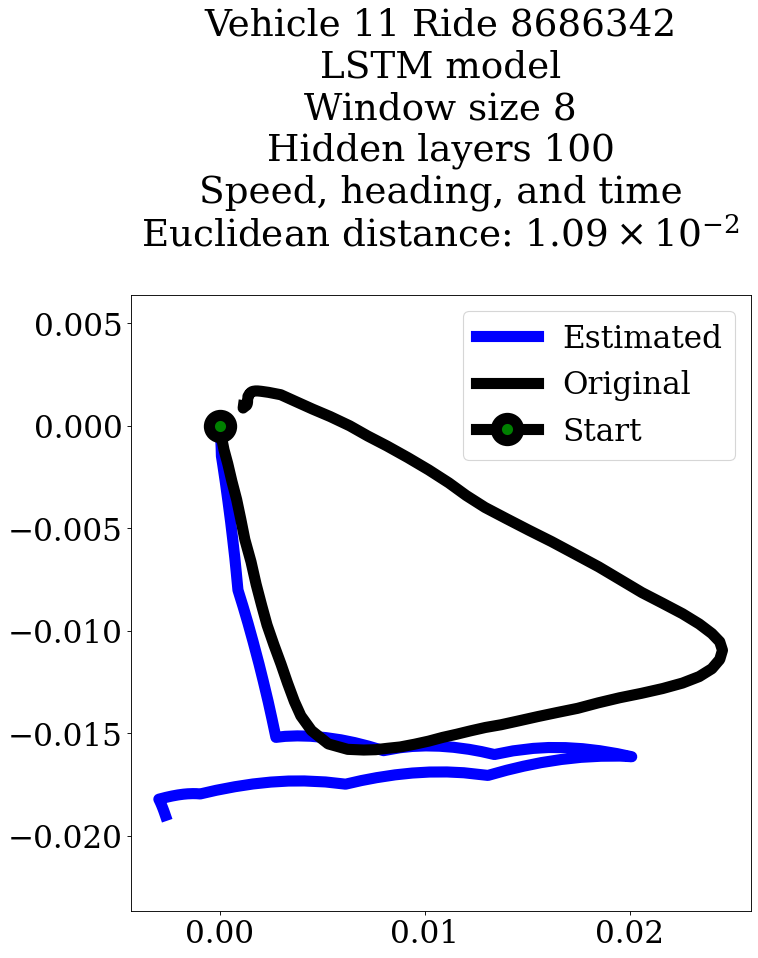 Vehicle 11 Ride 8686342
LSTM model
Window size 8
Hidden layers 100
Speed, heading, and time
Euclidean distance: 1.09 × 10⁻²
Estimated
Original
Start
0.005
0.000
−0.005
−0.010
−0.015
−0.020
0.00
0.01
0.02